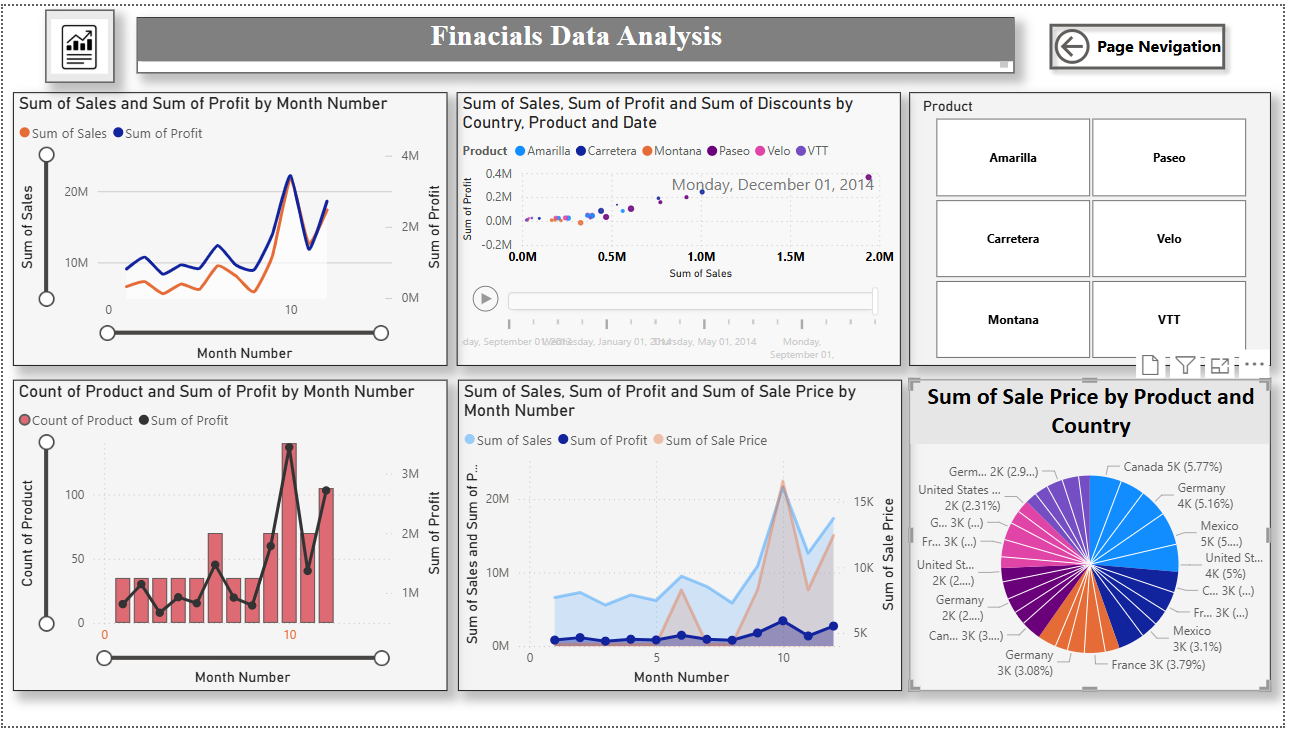 Finacials Data Analysis
Page Nevigation
Sum of Sales and Sum of Profit by Month Number
Sum of Sales Sum of Profit
Sum of Sales
20M
10M
4M
2M
0M
Sum of Profit
0 10
Month Number
Sum of Sales, Sum of Profit and Sum of Discounts by
Country, Product and Date
Product Amarilla Carretera Montana Paseo Velo VTT
Monday, December 01, 2014
Sum of Profit
0.4M
0.2M
0.0M
-0.2M
0.0M 0.5M 1.0M 1.5M 2.0M
Sum of Sales
day, September 01, 2013 Wednesday, January 01, 2014 Thursday, May 01, 2014 Monday,
September 01,
Product
Amarilla Paseo
Carretera Velo
Montana VTT
Count of Product and Sum of Profit by Month Number
Count of Product Sum of Profit
Count of Product
100
50
0
3M
2M
1M
Sum of Profit
0 10
Month Number
Sum of Sales, Sum of Profit and Sum of Sale Price by
Month Number
Sum of Sales Sum of Profit Sum of Sale Price
Sum of Sales and Sum of P...
20M
10M
0M
15K
10K
5K
Sum of Sale Price
0 5 10
Month Number
Sum of Sale Price by Product and
Country
Canada 5K (5.77%)
Germany
4K (5.16%)
Mexico
5K (5....)
United St...
4K (5%)
C... 3K (...)
Fr... 3K (...)
Mexico
3K (3.1%)
France 3K (3.79%)
Germany
3K (3.08%)
Can... 3K (3....)
Germany
2K (2....)
United St...
2K (2....)
Fr... 3K (...)
G... 3K (...)
United States ...
2K (2.31%)
Germ... 2K (2.9...)